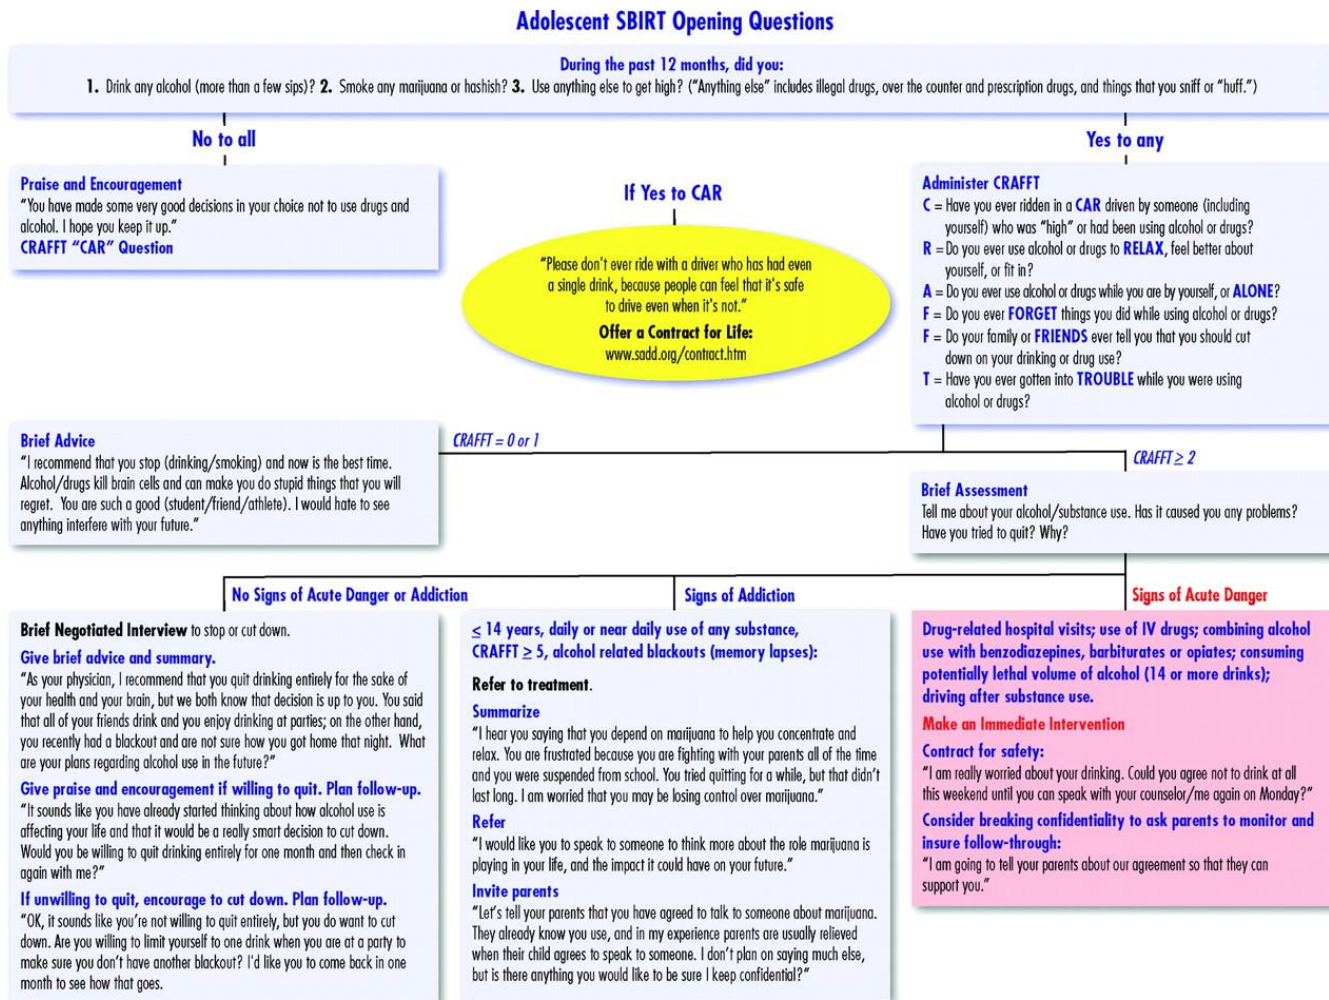 Adolescent SBIRT Opening Questions
During the past 12 months, did you:
1. Drink any alcohol (more than a few sips)? 2. Smoke any marijuana or hashish? 3. Use anything else to get high? ("Anything else" includes illegal drugs, over the counter and prescription drugs, and things that you sniff or "huff.")
No to all
Yes to any
Praise and Encouragement
"You have made some very good decisions in your choice not to use drugs and
alcohol. I hope you keep it up."
CRAFFT "CAR" Question
If Yes to CAR
"Please don't ever ride with a driver who has had even
a single drink, because people can feel that it's safe
to drive even when it's not."
Offer a Contract for Life:
www.sadd.org/contract.htm
Administer CRAFFT
C = Have you ever ridden in a CAR driven by someone (including
yourself) who was "high" or had been using alcohol or drugs?
R = Do you ever use alcohol or drugs to RELAX, feel better about
yourself, or fit in?
A = Do you ever use alcohol or drugs while you are by yourself, or ALONE?
F = Do you ever FORGET things you did while using alcohol or drugs?
F = Do your family or FRIENDS ever tell you that you should cut
down on your drinking or drug use?
T = Have you ever gotten into TROUBLE while you were using
alcohol or drugs?
CRAFFT = 0 or 1
CRAFFT ≥ 2
Brief Advice
"I recommend that you stop (drinking/smoking) and now is the best time.
Alcohol/drugs kill brain cells and can make you do stupid things that you will
regret. You are such a good (student/friend/athlete). I would hate to see
anything interfere with your future."
Brief Assessment
Tell me about your alcohol/substance use. Has it caused you any problems?
Have you tried to quit? Why?
No Signs of Acute Danger or Addiction
Signs of Addiction
Signs of Acute Danger
Brief Negotiated Interview to stop or cut down.
Give brief advice and summary.
"As your physician, I recommend that you quit drinking entirely for the sake of
your health and your brain, but we both know that decision is up to you. You said
that all of your friends drink and you enjoy drinking at parties; on the other hand,
you recently had a blackout and are not sure how you got home that night. What
are your plans regarding alcohol use in the future?"
Give praise and encouragement if willing to quit. Plan follow-up.
"It sounds like you have already started thinking about how alcohol use is
affecting your life and that it would be a really smart decision to cut down.
Would you be willing to quit drinking entirely for one month and then check in
again with me?"
If unwilling to quit, encourage to cut down. Plan follow-up.
"OK, it sounds like you're not willing to quit entirely, but you do want to cut
down. Are you willing to limit yourself to one drink when you are at a party to
make sure you don't have another blackout? I'd like you to come back in one
month to see how that goes.
≤ 14 years, daily or near daily use of any substance,
CRAFFT ≥ 5, alcohol related blackouts (memory lapses):
Refer to treatment.
Summarize
"I hear you saying that you depend on marijuana to help you concentrate and
relax. You are frustrated because you are fighting with your parents all of the time
and you were suspended from school. You tried quitting for a while, but that didn't
last long. I am worried that you may be losing control over marijuana."
Refer
"I would like you to speak to someone to think more about the role marijuana is
playing in your life, and the impact it could have on your future."
Invite parents
"Let's tell your parents that you have agreed to talk to someone about marijuana.
They already know you use, and in my experience parents are usually relieved
when their child agrees to speak to someone. I don't plan on saying much else,
but is there anything you would like to be sure I keep confidential?"
Drug-related hospital visits; use of IV drugs; combining alcohol
use with benzodiazepines, barbiturates or opiates; consuming
potentially lethal volume of alcohol (14 or more drinks);
driving after substance use.
Make an Immediate Intervention
Contract for safety:
"I am really worried about your drinking. Could you agree not to drink at all
this weekend until you can speak with your counselor/me again on Monday?"
Consider breaking confidentiality to ask parents to monitor and
insure follow-through:
"I am going to tell your parents about our agreement so that they can
support you."